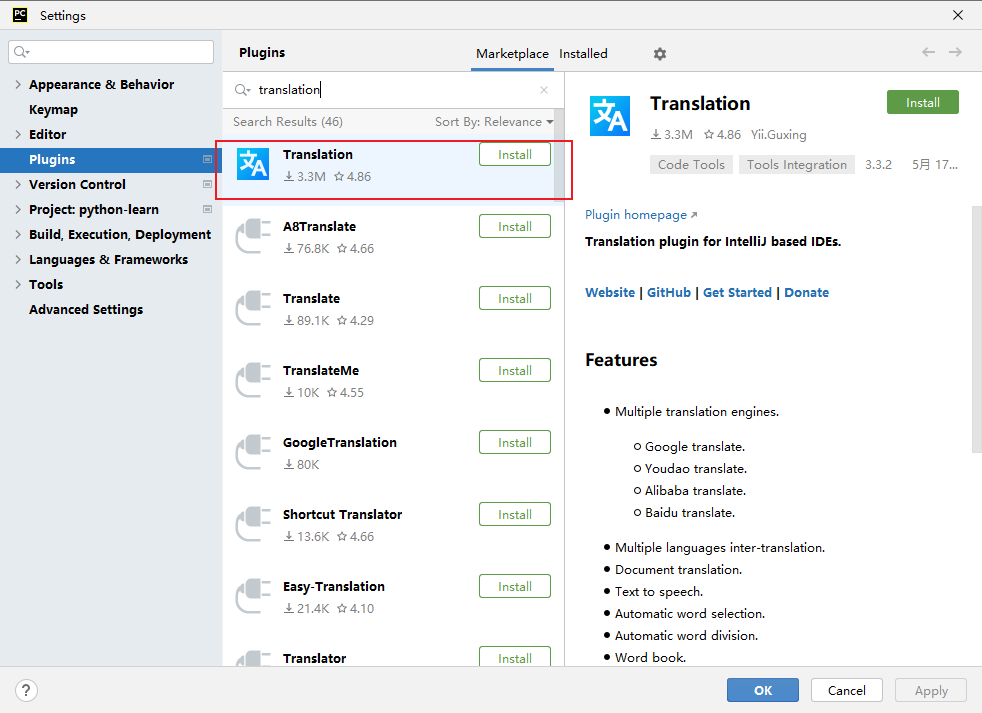 PC
Settings
Appearance & Behavior
Keymap
Editor
Plugins
Version Control
Project: python-learn
Build, Execution, Deployment
Languages & Frameworks
Tools
Advanced Settings
Plugins
Marketplace
Installed
translation
Search Results (46)
Sort By: Relevance
文A
Translation
3.3M
4.86
Install
A8Translate
76.8K
4.66
Install
Translate
89.1K
4.29
Install
TranslateMe
10K
4.55
Install
GoogleTranslation
80K
Install
Shortcut Translator
13.6K
4.66
Install
Easy-Translation
21.4K
4.10
Install
Translator
Install
文A
Translation
Install
3.3M
4.86
Yii.Guxing
Code Tools
Tools Integration
3.3.2
5月 17...
Plugin homepage
Translation plugin for IntelliJ based IDEs.
Website | GitHub | Get Started | Donate
Features
Multiple translation engines.
Google translate.
Youdao translate.
Alibaba translate.
Baidu translate.
Multiple languages inter-translation.
Document translation.
Text to speech.
Automatic word selection.
Automatic word division.
Word book.
?
OK
Cancel
Apply